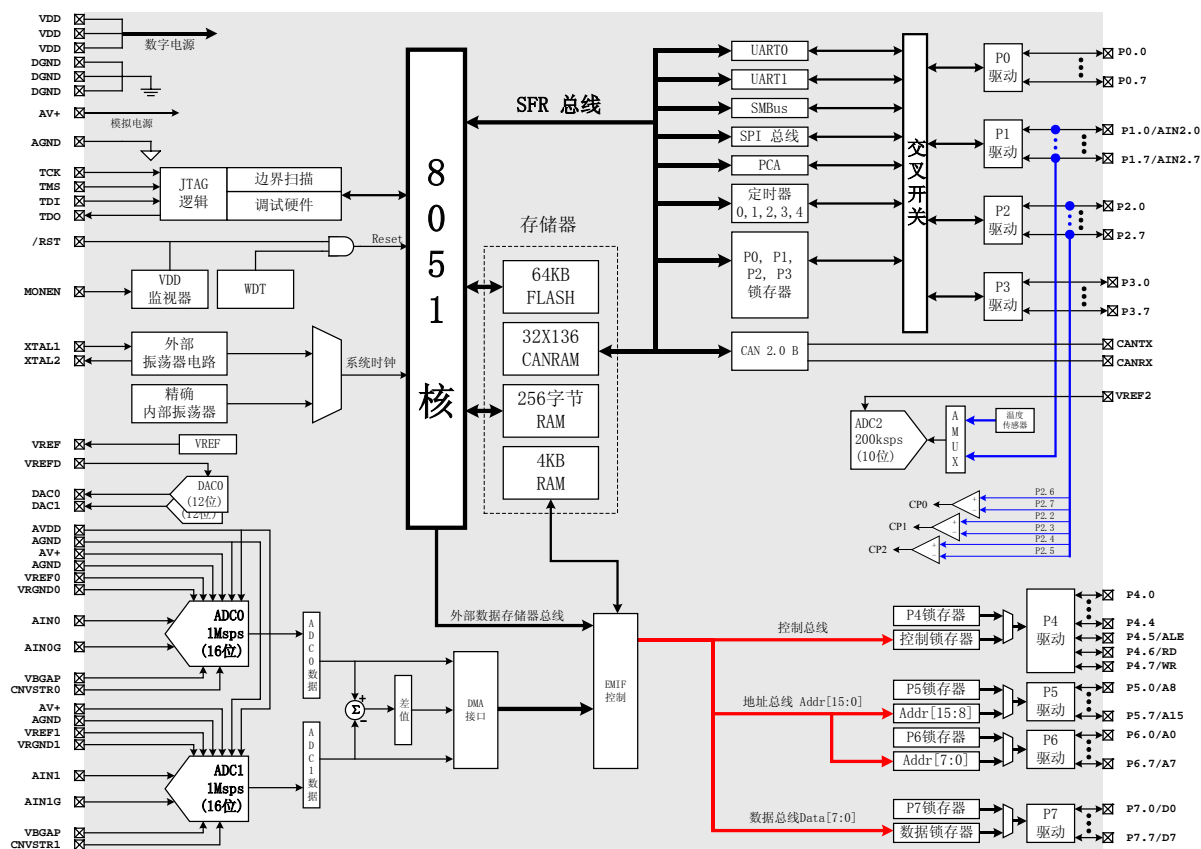 VDD
VDD
VDD
数字电源
DGND
DGND
DGND
AV+
模拟电源
AGND
TCK
TMS
TDI
TDO
JTAG
逻辑
边界扫描
调试硬件
/RST
Reset
MONEN
VDD
监视器
WDT
XTAL1
XTAL2
外部
振荡器电路
精确
内部振荡器
系统时钟
VREF
VREF
VREFD
DAC0
DAC1
DAC0
(12位)
(12位)
AVDD
AGND
AV+
AGND
VREF0
VRGND0
AIN0
AIN0G
VBGAP
CNVSTR0
ADC0
1Msps
(16位)
AV+
AGND
VREF1
VRGND1
AIN1
AIN1G
VBGAP
CNVSTR1
ADC1
1Msps
(16位)
ADC0数据
ADC1数据
+
Σ
−
差值
DMA
接口
EMIF
控制
外部数据存储器总线
8051核
SFR 总线
存储器
64KB
FLASH
32X136
CANRAM
256字节
RAM
4KB
RAM
UART0
UART1
SMBus
SPI 总线
PCA
定时器
0,1,2,3,4
P0, P1,
P2, P3
锁存器
CAN 2.0 B
交叉开关
P0
驱动
P1
驱动
P2
驱动
P3
驱动
P0.0
P0.7
P1.0/AIN2.0
P1.7/AIN2.7
P2.0
P2.7
P3.0
P3.7
CANTX
CANRX
VREF2
ADC2
200ksps
(10位)
AMUX
温度
传感器
CP0
+
−
P2.6
P2.7
CP1
+
−
P2.2
P2.3
CP2
+
−
P2.4
P2.5
控制总线
P4锁存器
控制锁存器
P4
驱动
P4.0
P4.4
P4.5/ALE
P4.6/RD
P4.7/WR
地址总线 Addr[15:0]
P5锁存器
Addr[15:8]
P5
驱动
P5.0/A8
P5.7/A15
P6锁存器
Addr[7:0]
P6
驱动
P6.0/A0
P6.7/A7
数据总线Data[7:0]
P7锁存器
数据锁存器
P7
驱动
P7.0/D0
P7.7/D7